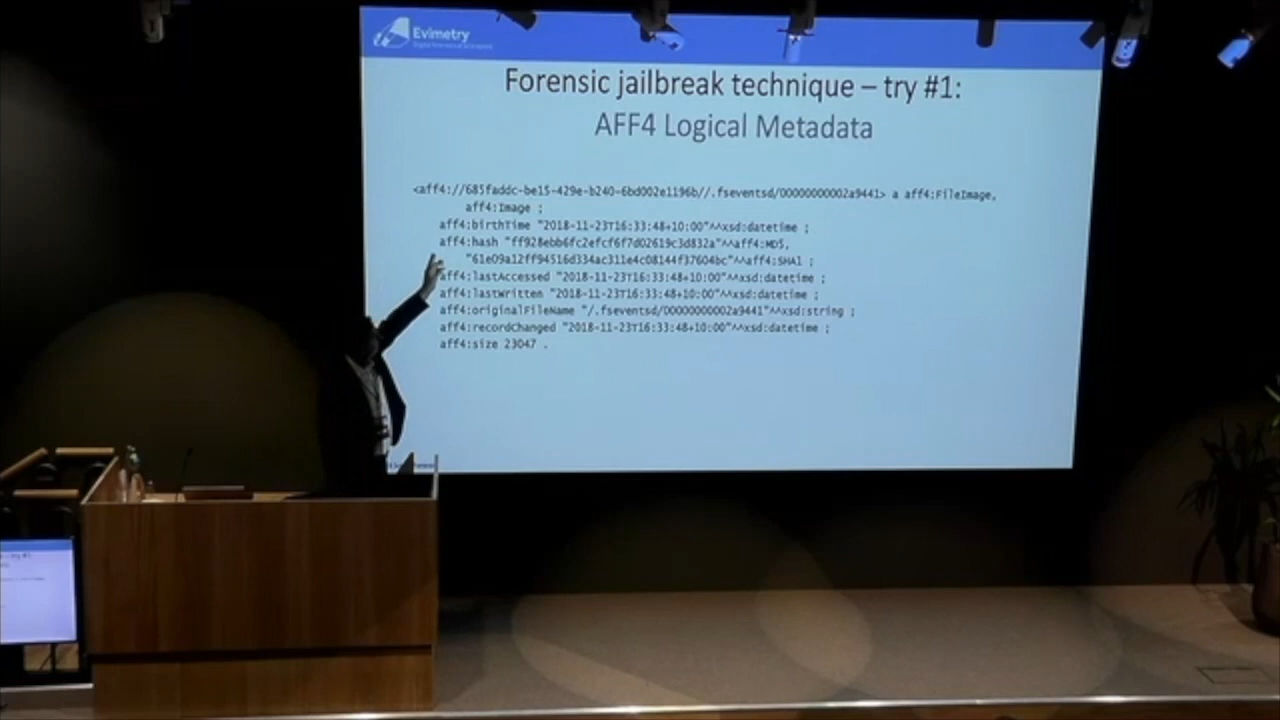 Evimetry
Forensic jailbreak technique – try #1:
AFF4 Logical Metadata
<aff4://685faddc-be15-429e-b240-6bd002e1196b//.fseventsd/00000000002a9441> a aff4:FileImage,
aff4:Image ;
aff4:birthTime "2018-11-23T16:33:48+10:00"^^xsd:datetime ;
aff4:hash "ff928ebb6fc2efcf6f7d02619c3d832a"^^aff4:MD5,
"61e09a12ff94516d334ac311e4c08144f37604bc"^^aff4:SHA1 ;
aff4:lastAccessed "2018-11-23T16:33:48+10:00"^^xsd:datetime ;
aff4:lastWritten "2018-11-23T16:33:48+10:00"^^xsd:datetime ;
aff4:originalFileName "/.fseventsd/00000000002a9441"^^xsd:string ;
aff4:recordChanged "2018-11-23T16:33:48+10:00"^^xsd:datetime ;
aff4:size 23047 .